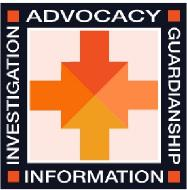 ADVOCACY
GUARDIANSHIP
INFORMATION
INVESTIGATION